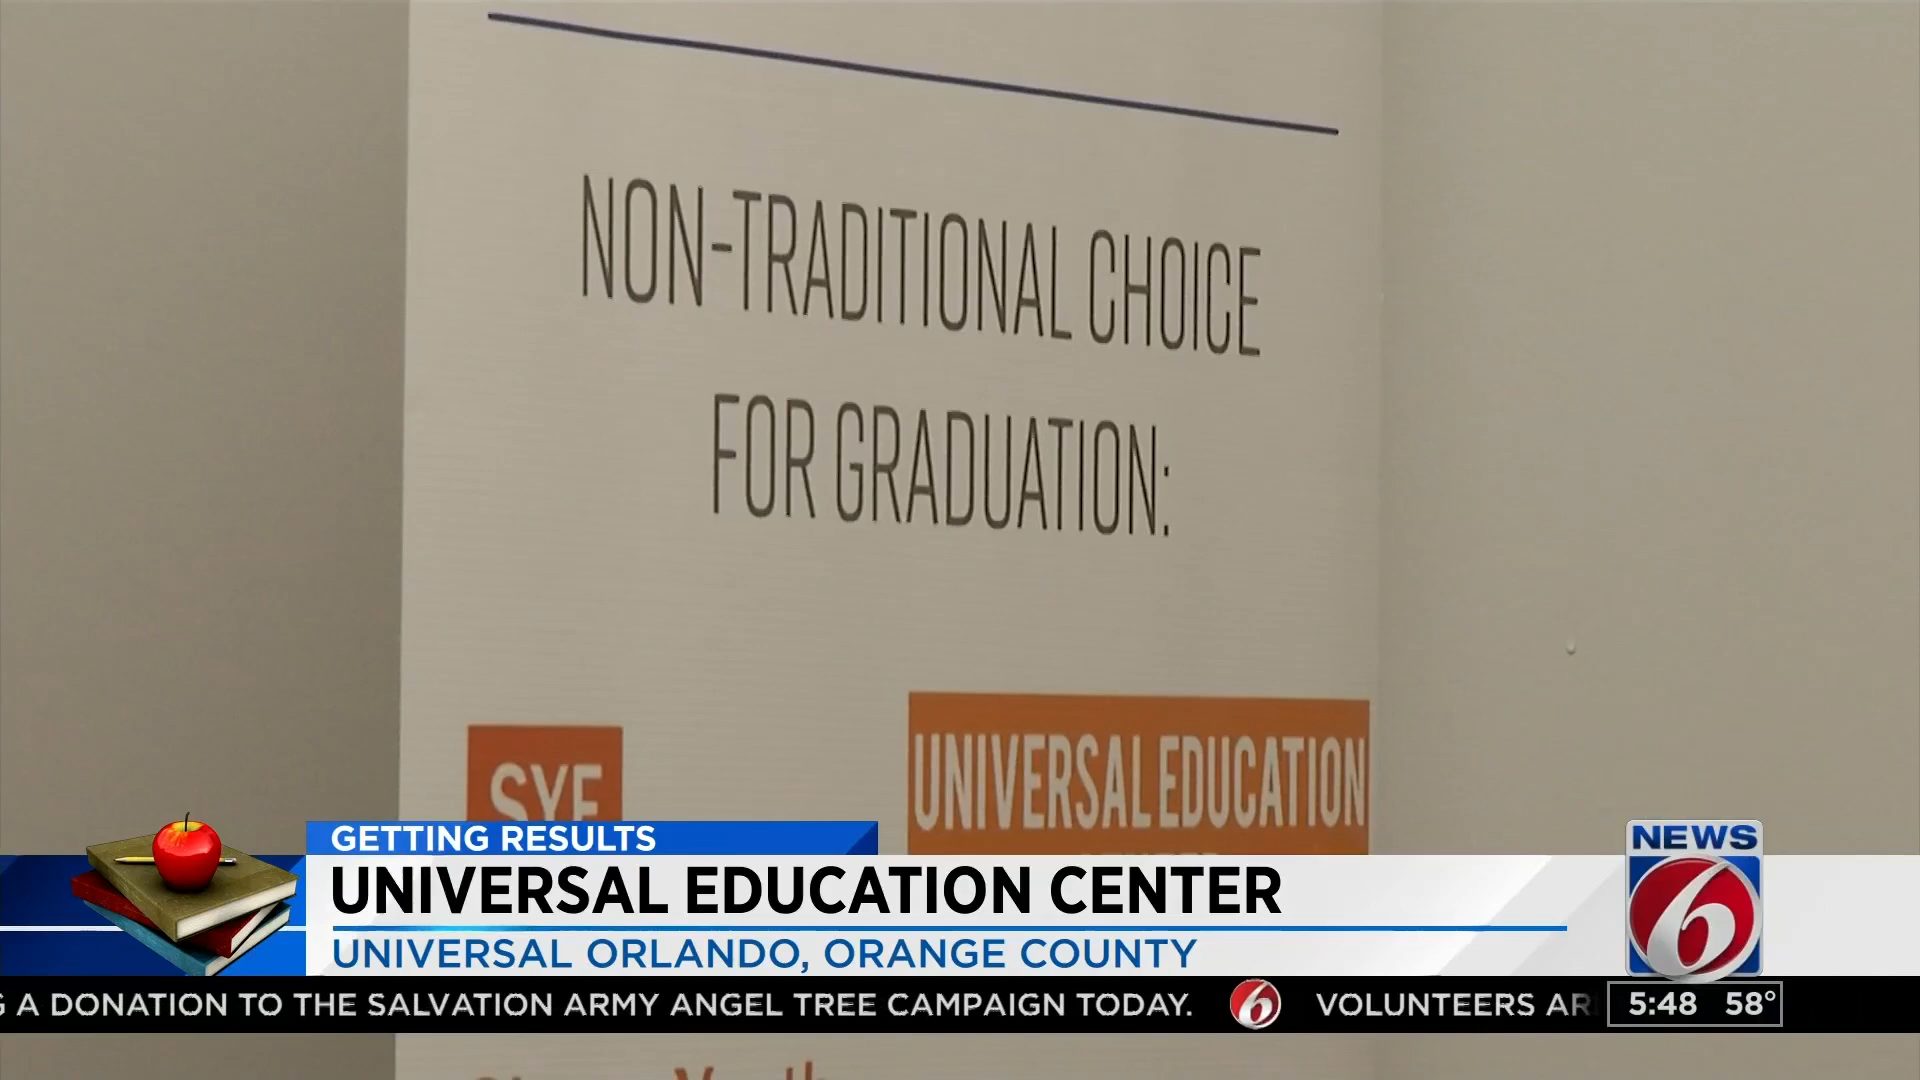 NON-TRADITIONAL CHOICE
FOR GRADUATION:
SYF
UNIVERSAL EDUCATION
GETTING RESULTS
UNIVERSAL EDUCATION CENTER
UNIVERSAL ORLANDO, ORANGE COUNTY
NEWS
6
A DONATION TO THE SALVATION ARMY ANGEL TREE CAMPAIGN TODAY. 6 VOLUNTEERS
5:48 58°